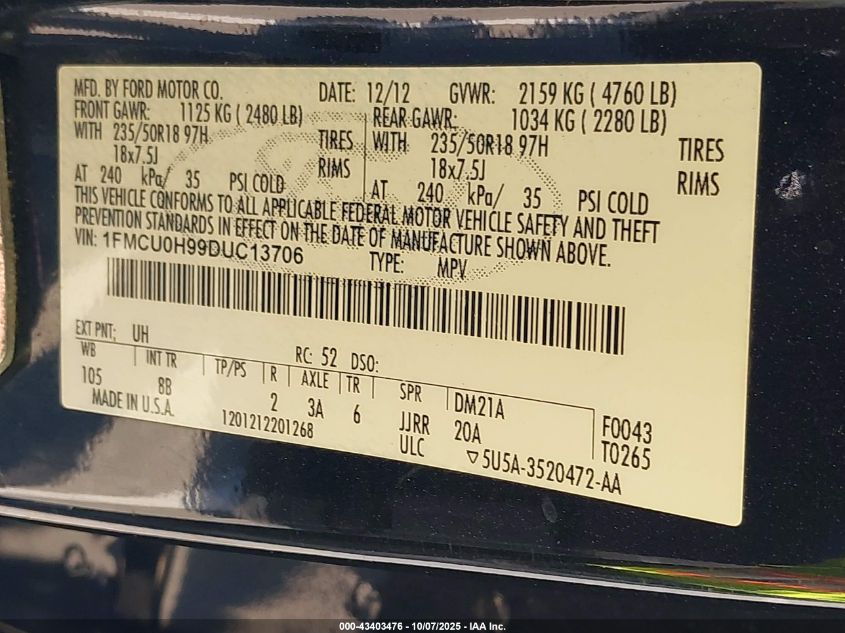 MFD. BY FORD MOTOR CO. DATE: 12/12 GVWR: 2159 KG ( 4760 LB)
FRONT GAWR: 1125 KG ( 2480 LB) REAR GAWR: 1034 KG ( 2280 LB)
WITH 235/50R18 97H TIRES WITH 235/50R18 97H TIRES
18x7.5J RIMS 18x7.5J RIMS
AT 240 kPa/ 35 PSI COLD AT 240 kPa/ 35 PSI COLD
THIS VEHICLE CONFORMS TO ALL APPLICABLE FEDERAL MOTOR VEHICLE SAFETY AND THEFT
PREVENTION STANDARDS IN EFFECT ON THE DATE OF MANUFACTURE SHOWN ABOVE.
VIN: 1FMCU0H99DUC13706 TYPE: MPV
EXT PNT: UH RC: 52 DSO:
WB INT TR TP/PS R AXLE TR SPR DM21A
105 8B 2 3A 6 JJRR 20A F0043
MADE IN U.S.A. 1201212201268 ULC ▽5U5A-3520472-AA T0265
000-43403476 - 10/07/2025 - IAA Inc.